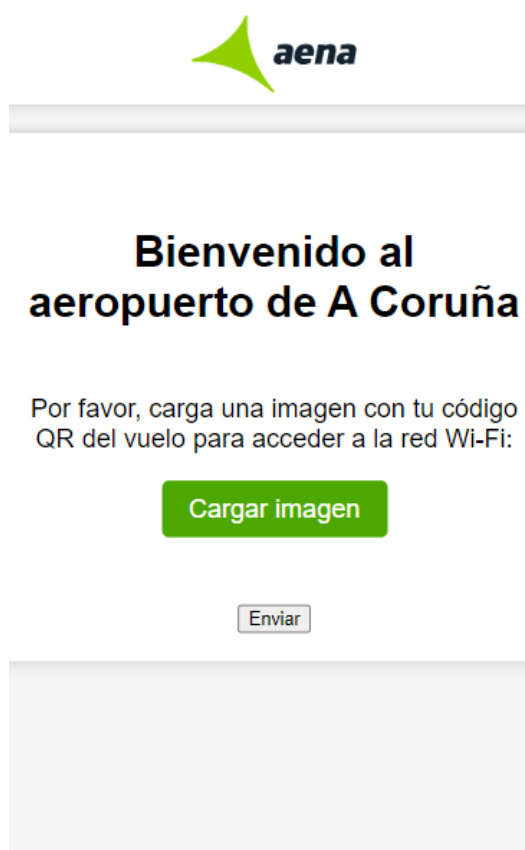 aena
Bienvenido al
aeropuerto de A Coruña
Por favor, carga una imagen con tu código
QR del vuelo para acceder a la red Wi-Fi:
Cargar imagen
Enviar